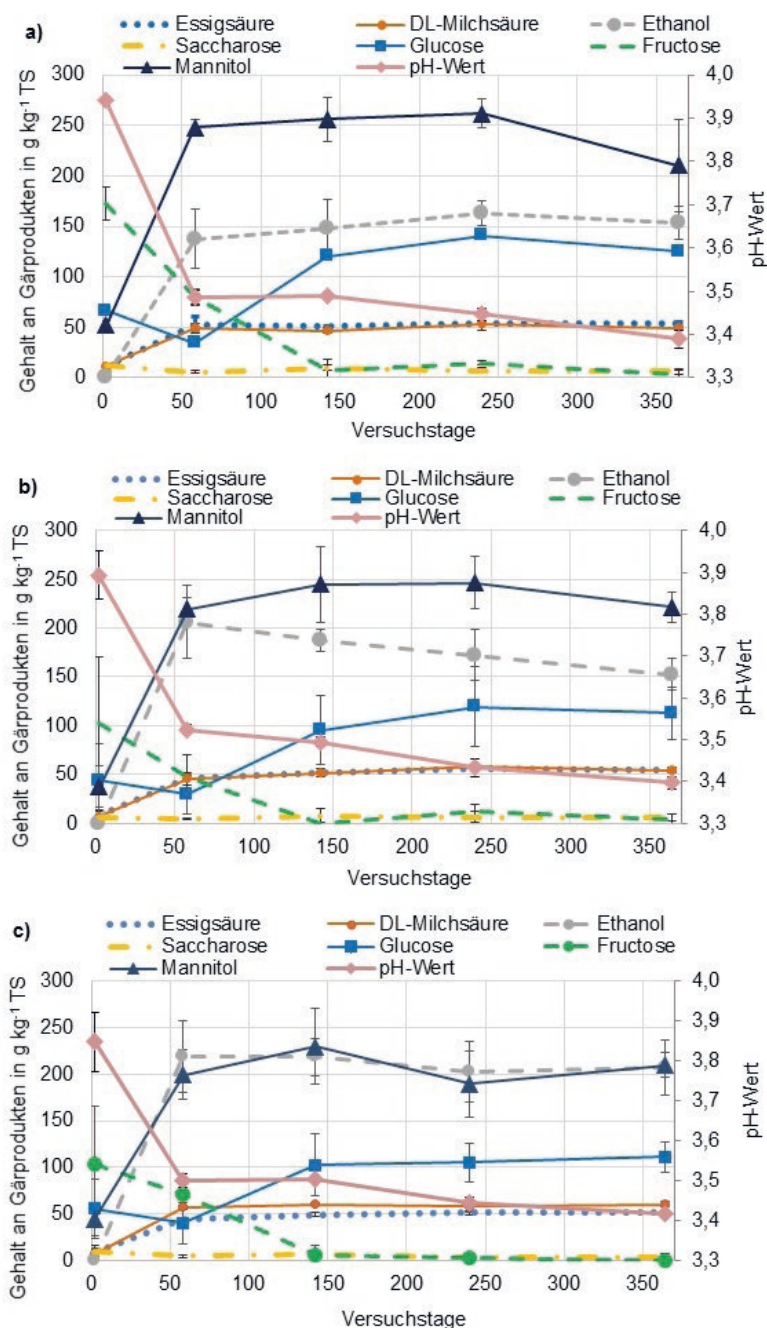 a)
Essigsäure DL-Milchsäure Ethanol
Saccharose Glucose Fructose
Mannitol pH-Wert
Gehalt an Gärprodukten in g kg⁻¹ TS
300
250
200
150
100
50
0
4,0
3,9
3,8
3,7
3,6
3,5
3,4
3,3
pH-Wert
0 50 100 150 200 250 300 350
Versuchstage
b)
Essigsäure DL-Milchsäure Ethanol
Saccharose Glucose Fructose
Mannitol pH-Wert
Gehalt an Gärprodukten in g kg⁻¹ TS
300
250
200
150
100
50
0
4,0
3,9
3,8
3,7
3,6
3,5
3,4
3,3
pH-Wert
0 50 100 150 200 250 300 350
Versuchstage
c)
Essigsäure DL-Milchsäure Ethanol
Saccharose Glucose Fructose
Mannitol pH-Wert
Gehalt an Gärprodukten in g kg⁻¹ TS
300
250
200
150
100
50
0
4,0
3,9
3,8
3,7
3,6
3,5
3,4
3,3
pH-Wert
0 50 100 150 200 250 300 350
Versuchstage